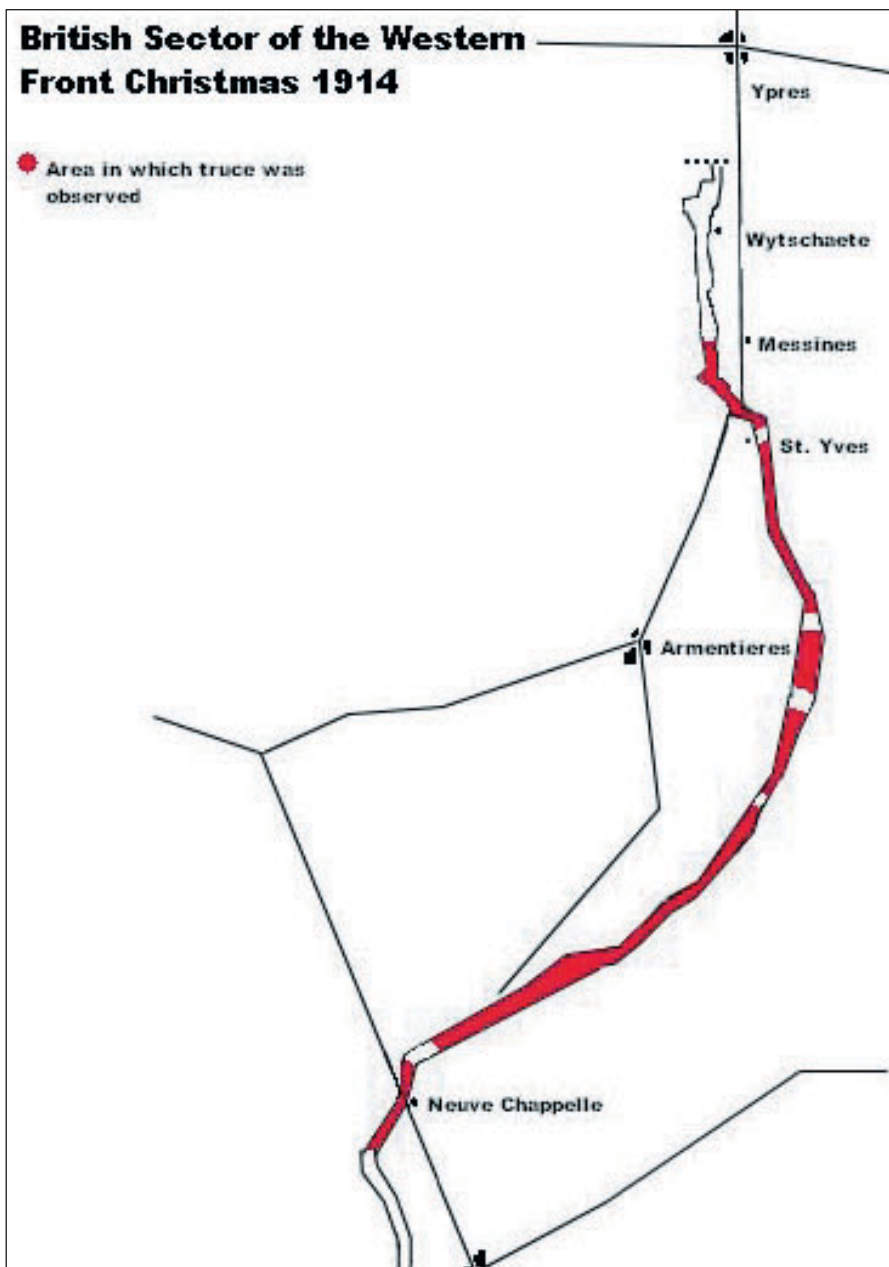 British Sector of the Western
Front Christmas 1914
Area in which truce was
observed
Ypres
Wytschaete
Messines
St. Yves
Armentieres
Neuve Chappelle